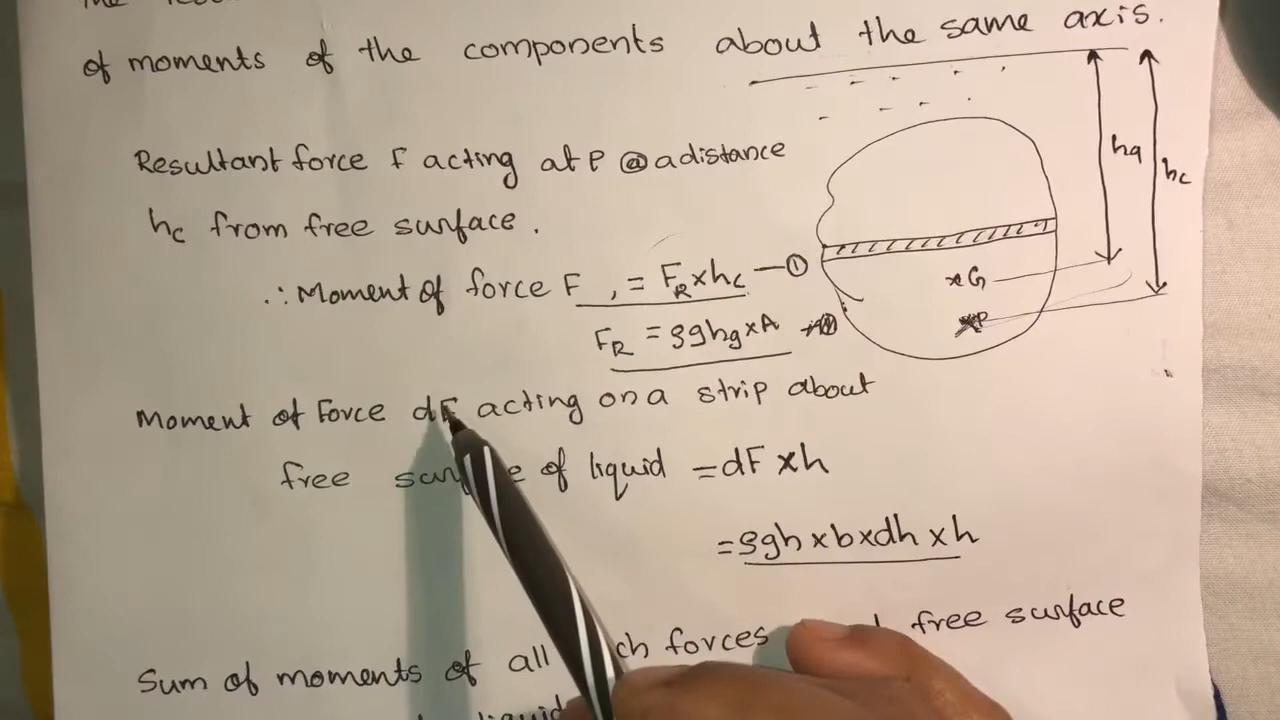 of moments of the components about the same axis.
Resultant force F acting at P @ a distance
hc from free surface.
∴ Moment of force F, = FR x hc — ①
FR = ρghg x A
Moment of Force dF acting on a strip about
free of liquid = dF x h
= ρgh x b x dh x h
Sum of moments of all forces free surface
hg
hc
x G
P